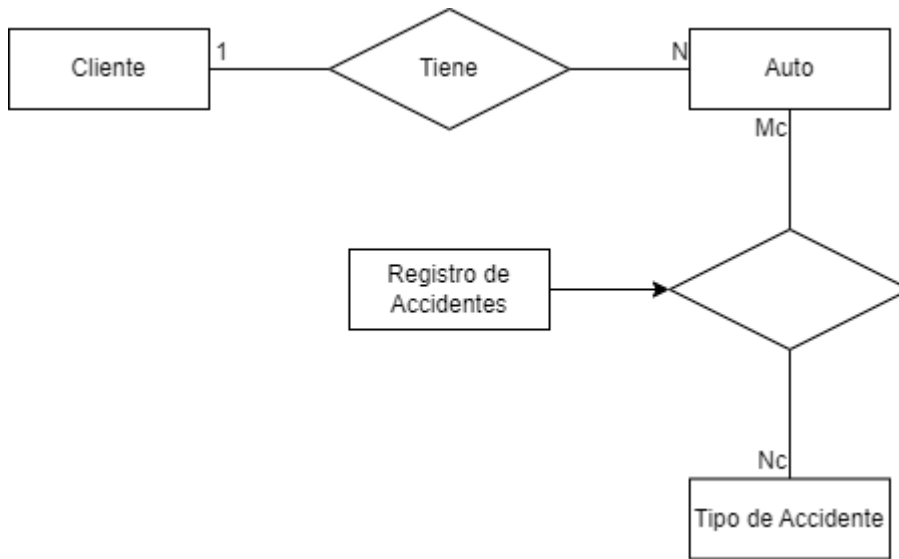 Cliente
1
Tiene
N
Auto
Mc
Registro de
Accidentes
Nc
Tipo de Accidente